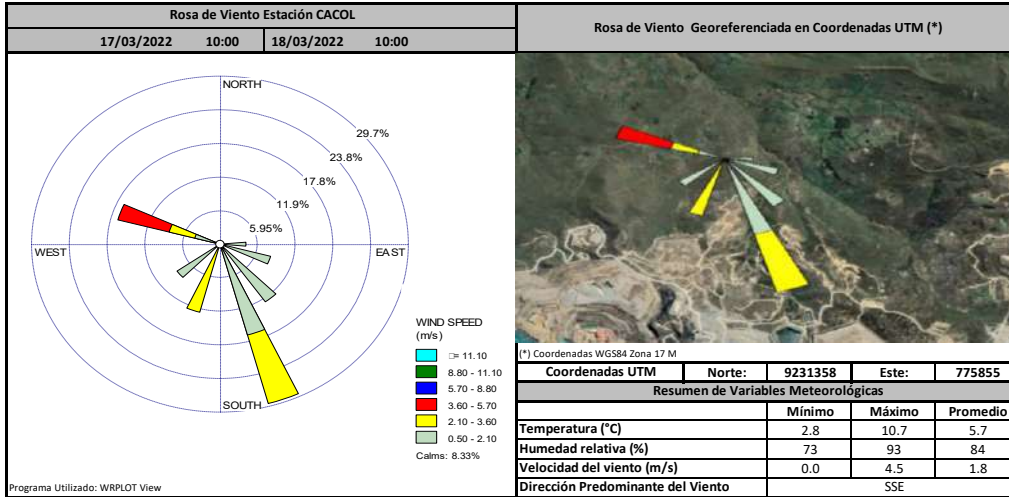 Rosa de Viento Estación CACOL
17/03/2022 10:00 18/03/2022 10:00
NORTH
29.7%
23.8%
17.8%
11.9%
5.95%
WEST
EAST
SOUTH
WIND SPEED
(m/s)
= 11.10
8.80 - 11.10
5.70 - 8.80
3.60 - 5.70
2.10 - 3.60
0.50 - 2.10
Calms: 8.33%
Programa Utilizado: WRPLOT View
Rosa de Viento Georeferenciada en Coordenadas UTM (*)
(*) Coordenadas WGS84 Zona 17 M
Coordenadas UTM Norte: 9231358 Este: 775855
Resumen de Variables Meteorológicas
Mínimo Máximo Promedio
Temperatura (°C) 2.8 10.7 5.7
Humedad relativa (%) 73 93 84
Velocidad del viento (m/s) 0.0 4.5 1.8
Dirección Predominante del Viento SSE